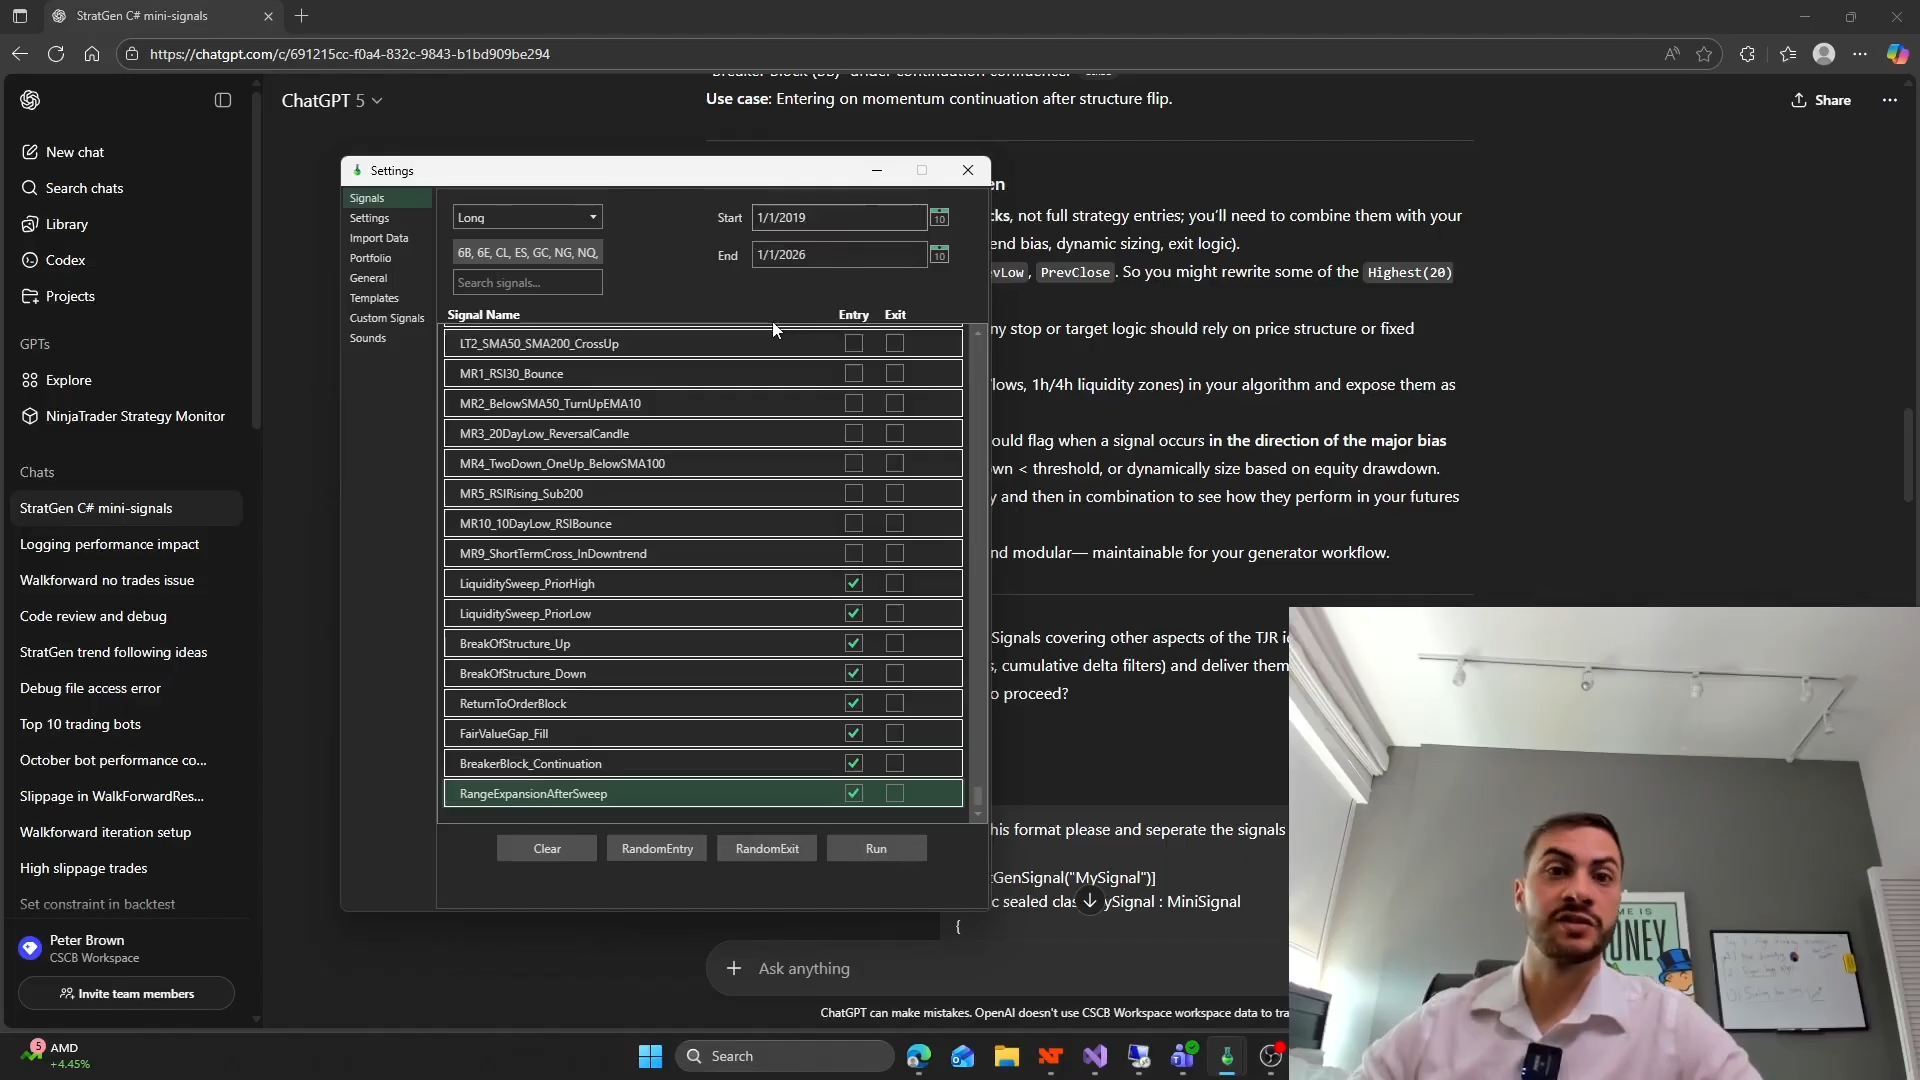 StratGen C# mini-signals
https://chatgpt.com/c/691215cc-f0a4-832c-9843-b1bd909be294
ChatGPT 5
Share
New chat
Search chats
Library
Codex
Projects
GPTs
Explore
NinjaTrader Strategy Monitor
Chats
StratGen C# mini-signals
Logging performance impact
Walkforward no trades issue
Code review and debug
StratGen trend following ideas
Debug file access error
Top 10 trading bots
October bot performance co...
Slippage in WalkForwardRes...
Walkforward iteration setup
High slippage trades
Set constraint in backtest
Peter Brown
CSCB Workspace
Invite team members
Use case: Entering on momentum continuation after structure flip.
Settings
Signals
Settings
Import Data
Portfolio
General
Templates
Custom Signals
Sounds
Long
6B, 6E, CL, ES, GC, NG, NQ,
Search signals...
Start 1/1/2019
10
End 1/1/2026
10
Signal Name Entry Exit
LT2_SMA50_SMA200_CrossUp
MR1_RSI30_Bounce
MR2_BelowSMA50_TurnUpEMA10
MR3_20DayLow_ReversalCandle
MR4_TwoDown_OneUp_BelowSMA100
MR5_RSIRising_Sub200
MR10_10DayLow_RSIBounce
MR9_ShortTermCross_InDowntrend
LiquiditySweep_PriorHigh
LiquiditySweep_PriorLow
BreakOfStructure_Up
BreakOfStructure_Down
ReturnToOrderBlock
FairValueGap_Fill
BreakerBlock_Continuation
RangeExpansionAfterSweep
Clear RandomEntry RandomExit Run
en
cks, not full strategy entries; you'll need to combine them with your
end bias, dynamic sizing, exit logic).
evLow, PrevClose. So you might rewrite some of the Highest(20)
ny stop or target logic should rely on price structure or fixed
lows, 1h/4h liquidity zones) in your algorithm and expose them as
ould flag when a signal occurs in the direction of the major bias
wn < threshold, or dynamically size based on equity drawdown.
y and then in combination to see how they perform in your futures
nd modular— maintainable for your generator workflow.
Signals covering other aspects of the TJR i
s, cumulative delta filters) and deliver them
o proceed?
his format please and seperate the signals
tGenSignal("MySignal")]
c sealed clas ySignal : MiniSignal
{
Ask anything
ChatGPT can make mistakes. OpenAI doesn't use CSCB Workspace workspace data to tra
ME IS
MONEY
5
AMD
+4.45%
Search